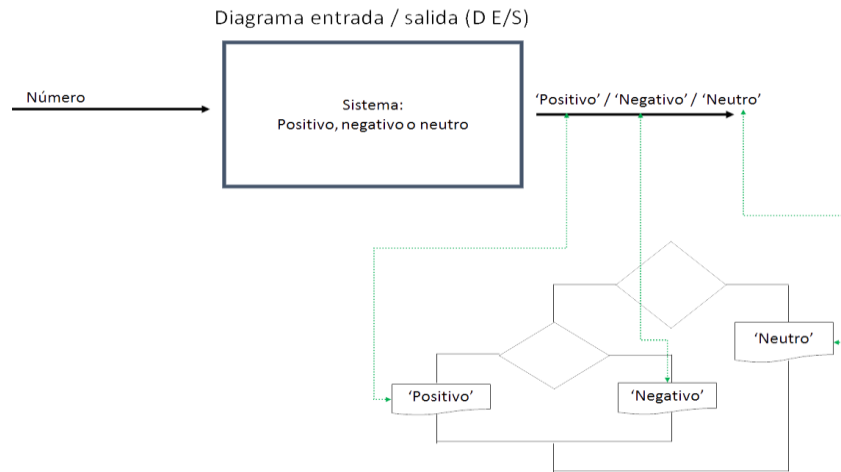 Diagrama entrada / salida (D E/S)
Número
Sistema:
Positivo, negativo o neutro
‘Positivo’ / ‘Negativo’ / ‘Neutro’
‘Neutro’
‘Positivo’
‘Negativo’